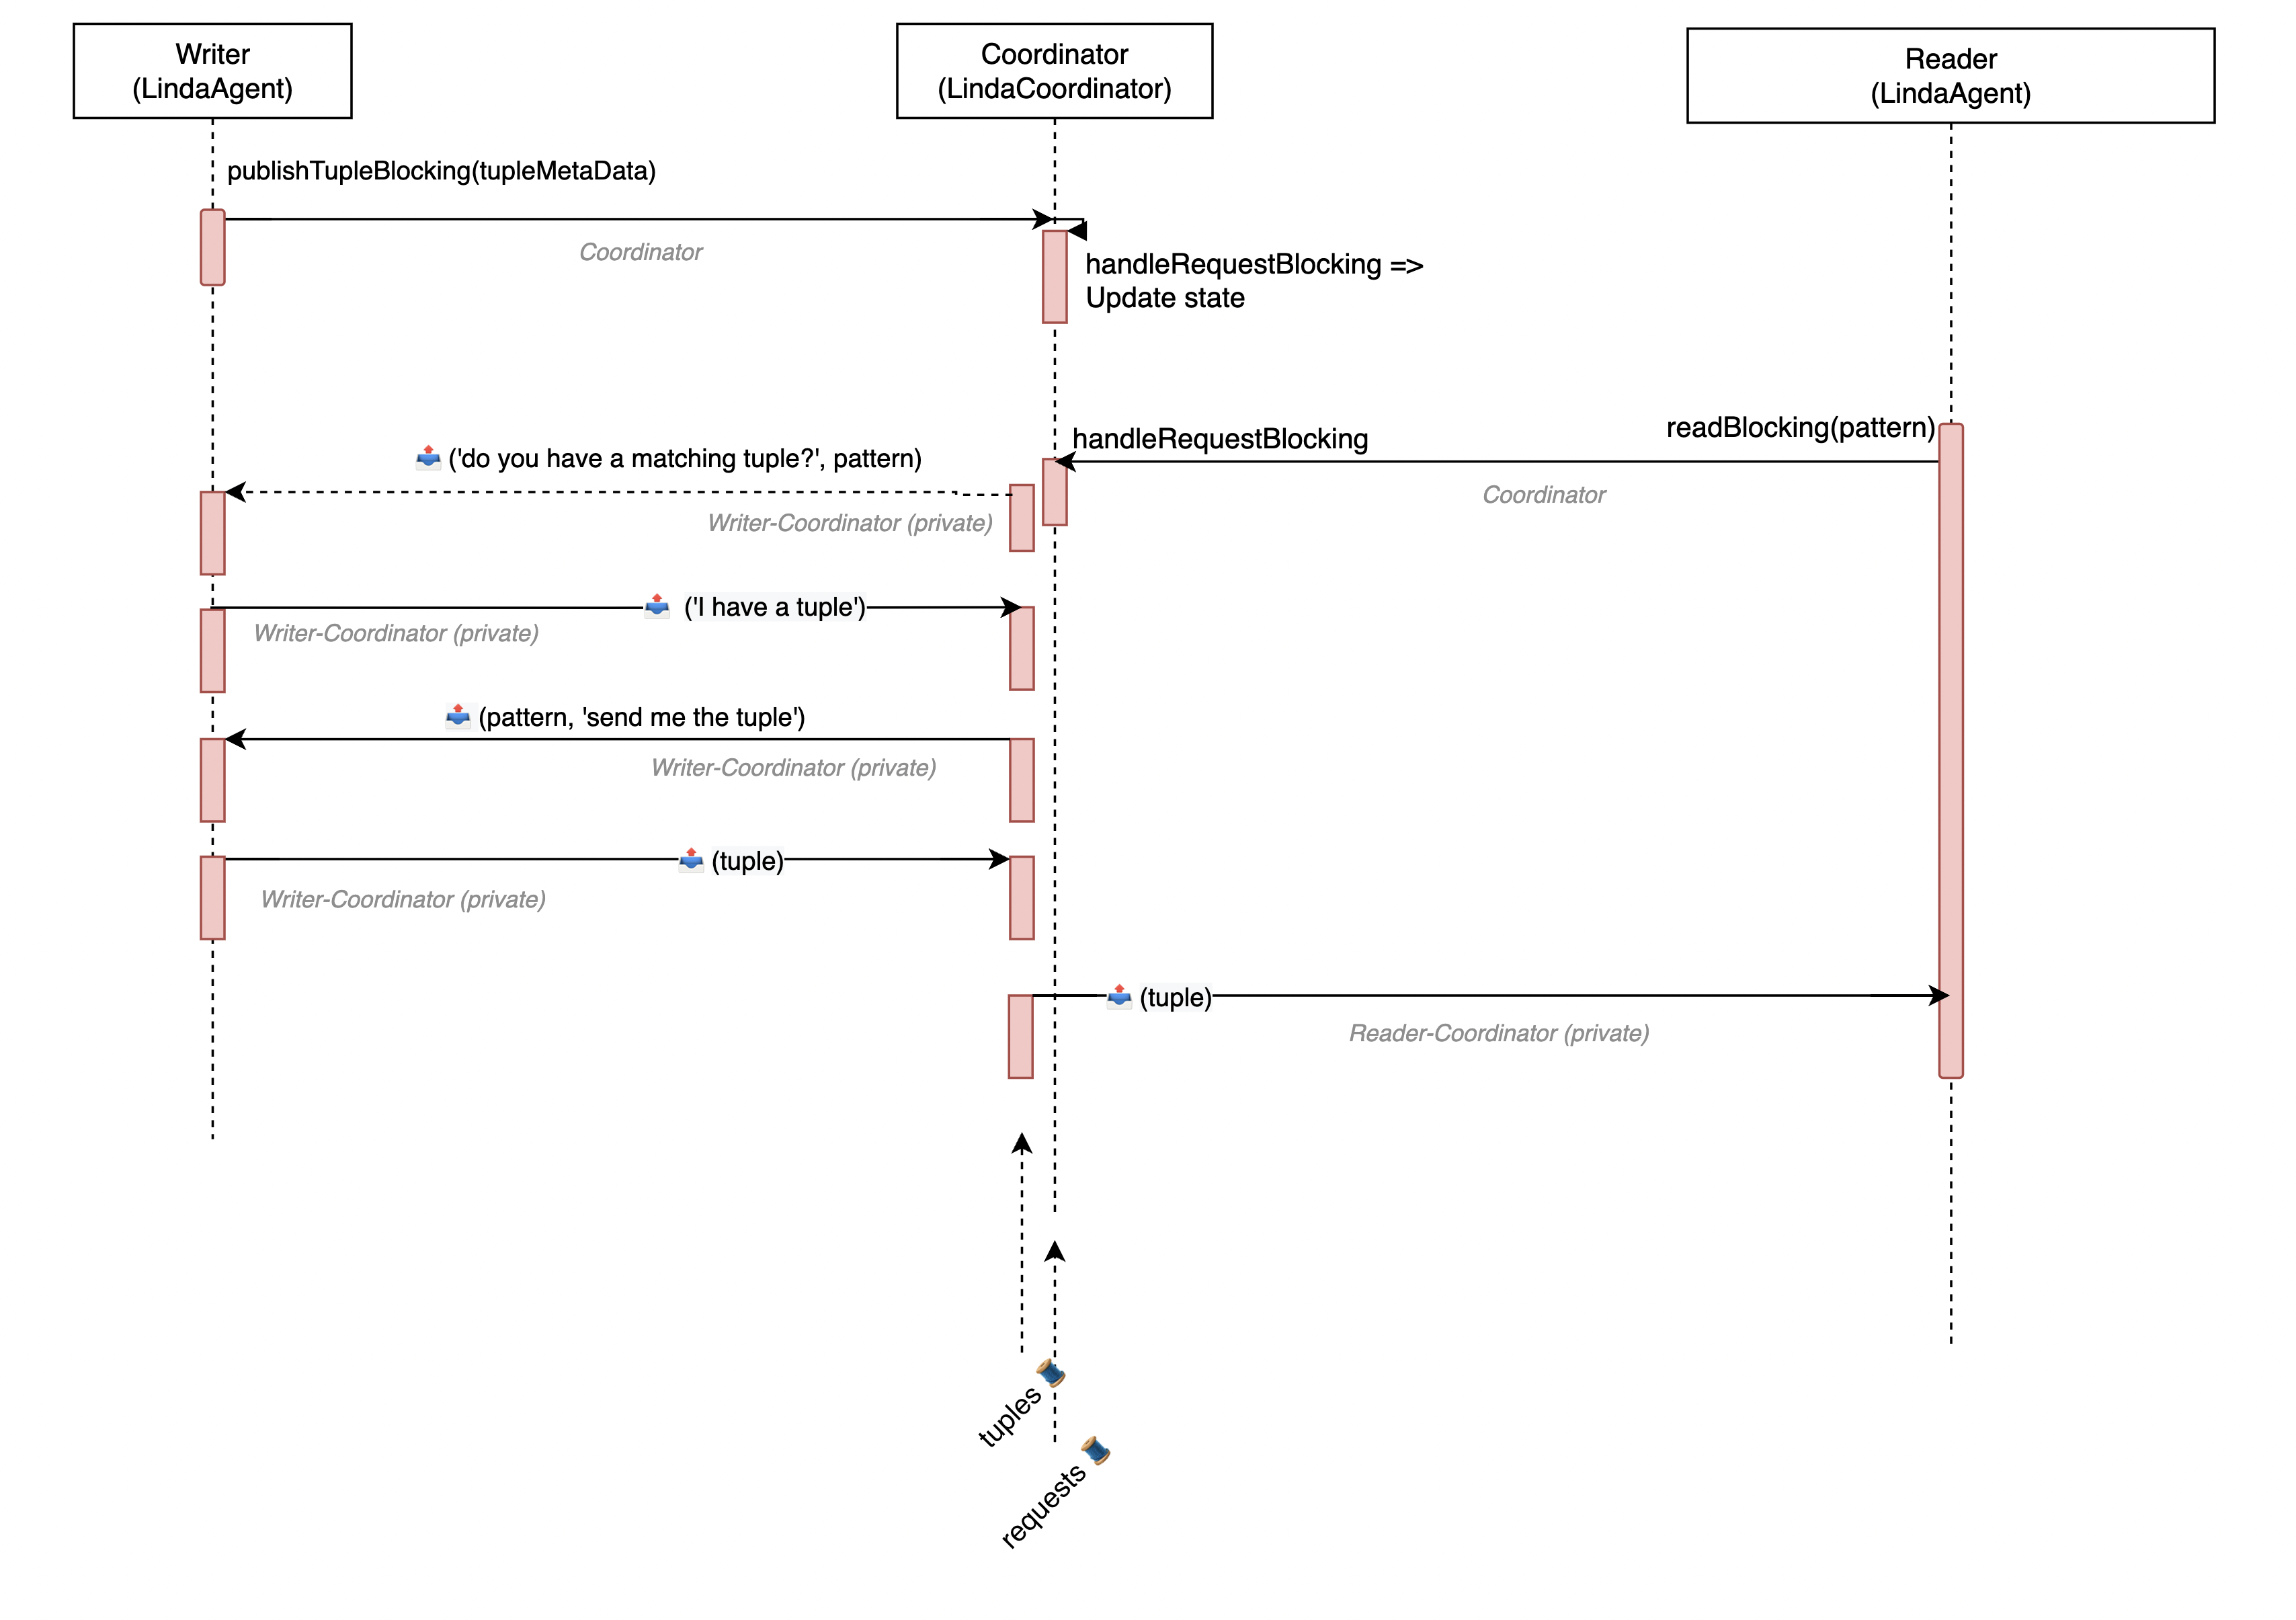 Writer
(LindaAgent)
Coordinator
(LindaCoordinator)
Reader
(LindaAgent)
publishTupleBlocking(tupleMetaData)
Coordinator
handleRequestBlocking =>
Update state
readBlocking(pattern)
handleRequestBlocking
Coordinator
📤 ('do you have a matching tuple?', pattern)
Writer-Coordinator (private)
📤 ('I have a tuple')
Writer-Coordinator (private)
📤 (pattern, 'send me the tuple')
Writer-Coordinator (private)
📤 (tuple)
Writer-Coordinator (private)
📤 (tuple)
Reader-Coordinator (private)
tuples 🧵
requests 🧵